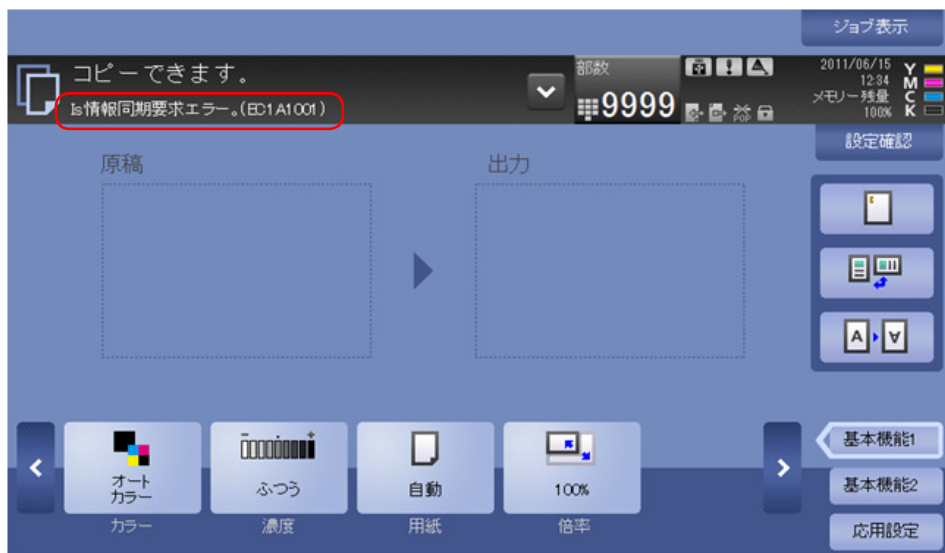 ジョブ表示
コピーできます。
Is情報同期要求エラー。(EC1A1001)
部数
9999
POP
2011/06/15
12:34
メモリー残量
100%
Y
M
C
K
設定確認
原稿
出力
A
オート
カラー
ふつう
自動
100%
カラー
濃度
用紙
倍率
基本機能1
基本機能2
応用設定